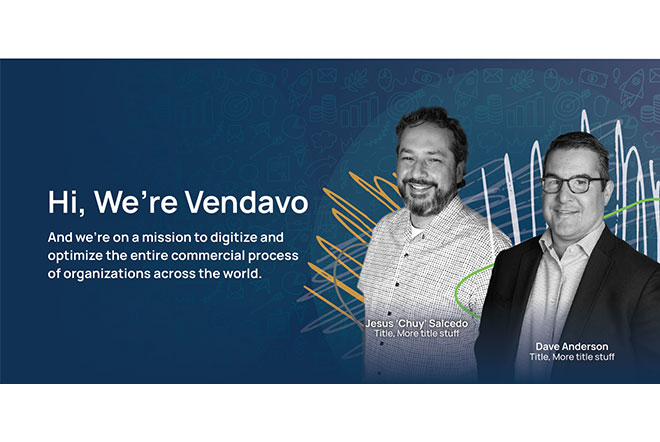 Hi, We’re Vendavo
And we’re on a mission to digitize and
optimize the entire commercial process
of organizations across the world.
Jesus ‘Chuy’ Salcedo
Title, More title stuff
Dave Anderson
Title, More title stuff